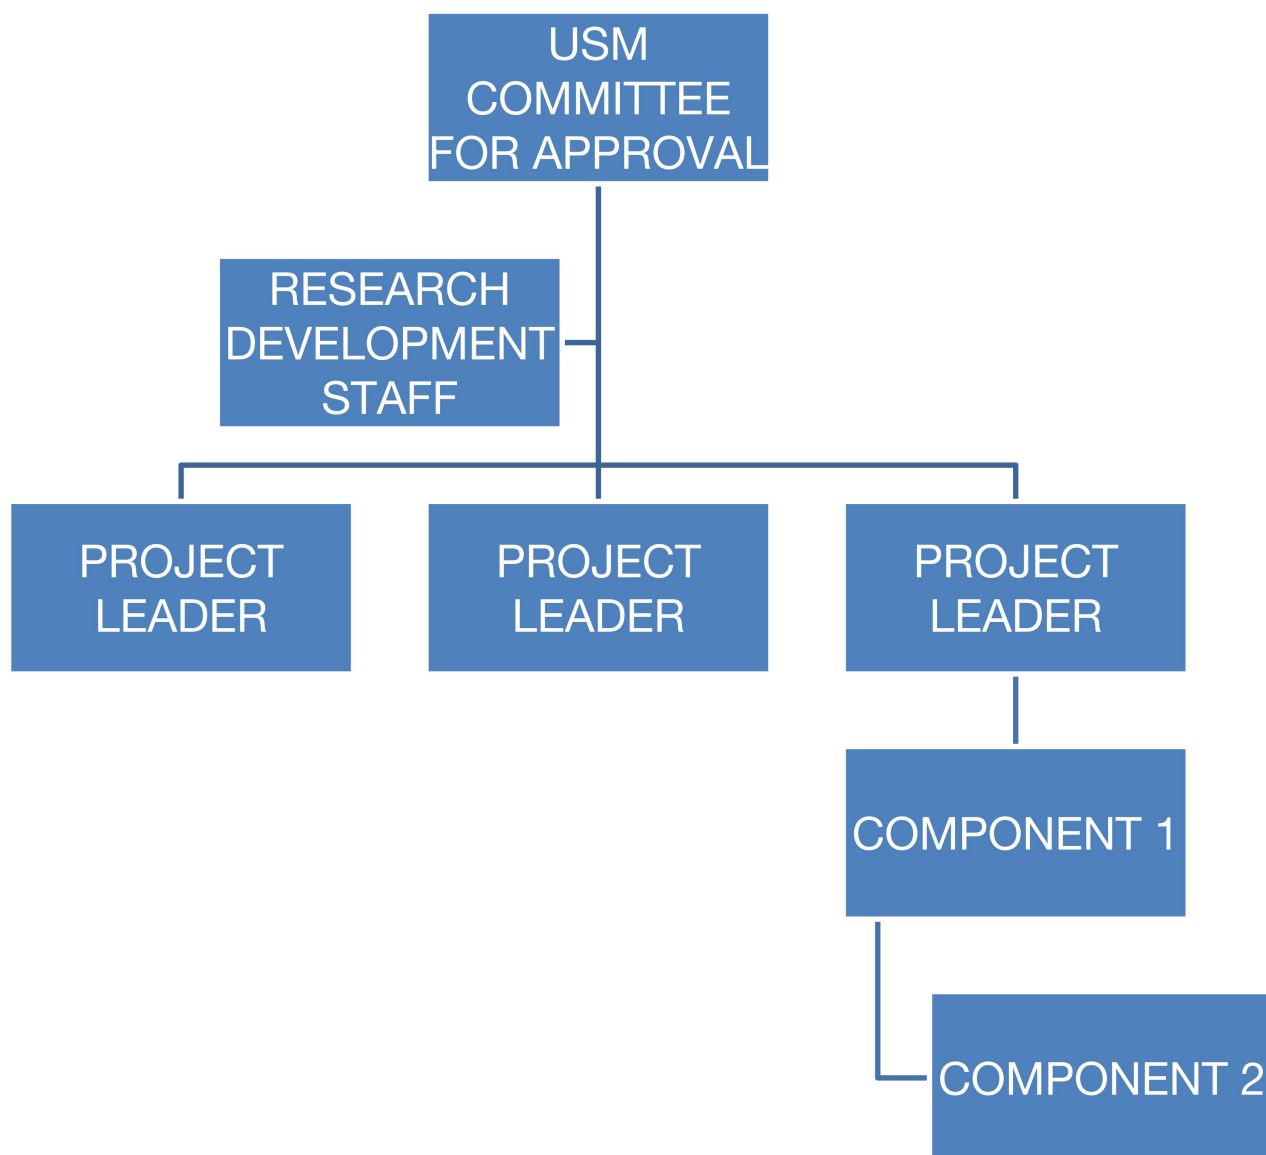 USM
COMMITTEE
FOR APPROVAL
RESEARCH
DEVELOPMENT
STAFF
PROJECT
LEADER
PROJECT
LEADER
PROJECT
LEADER
COMPONENT 1
COMPONENT 2